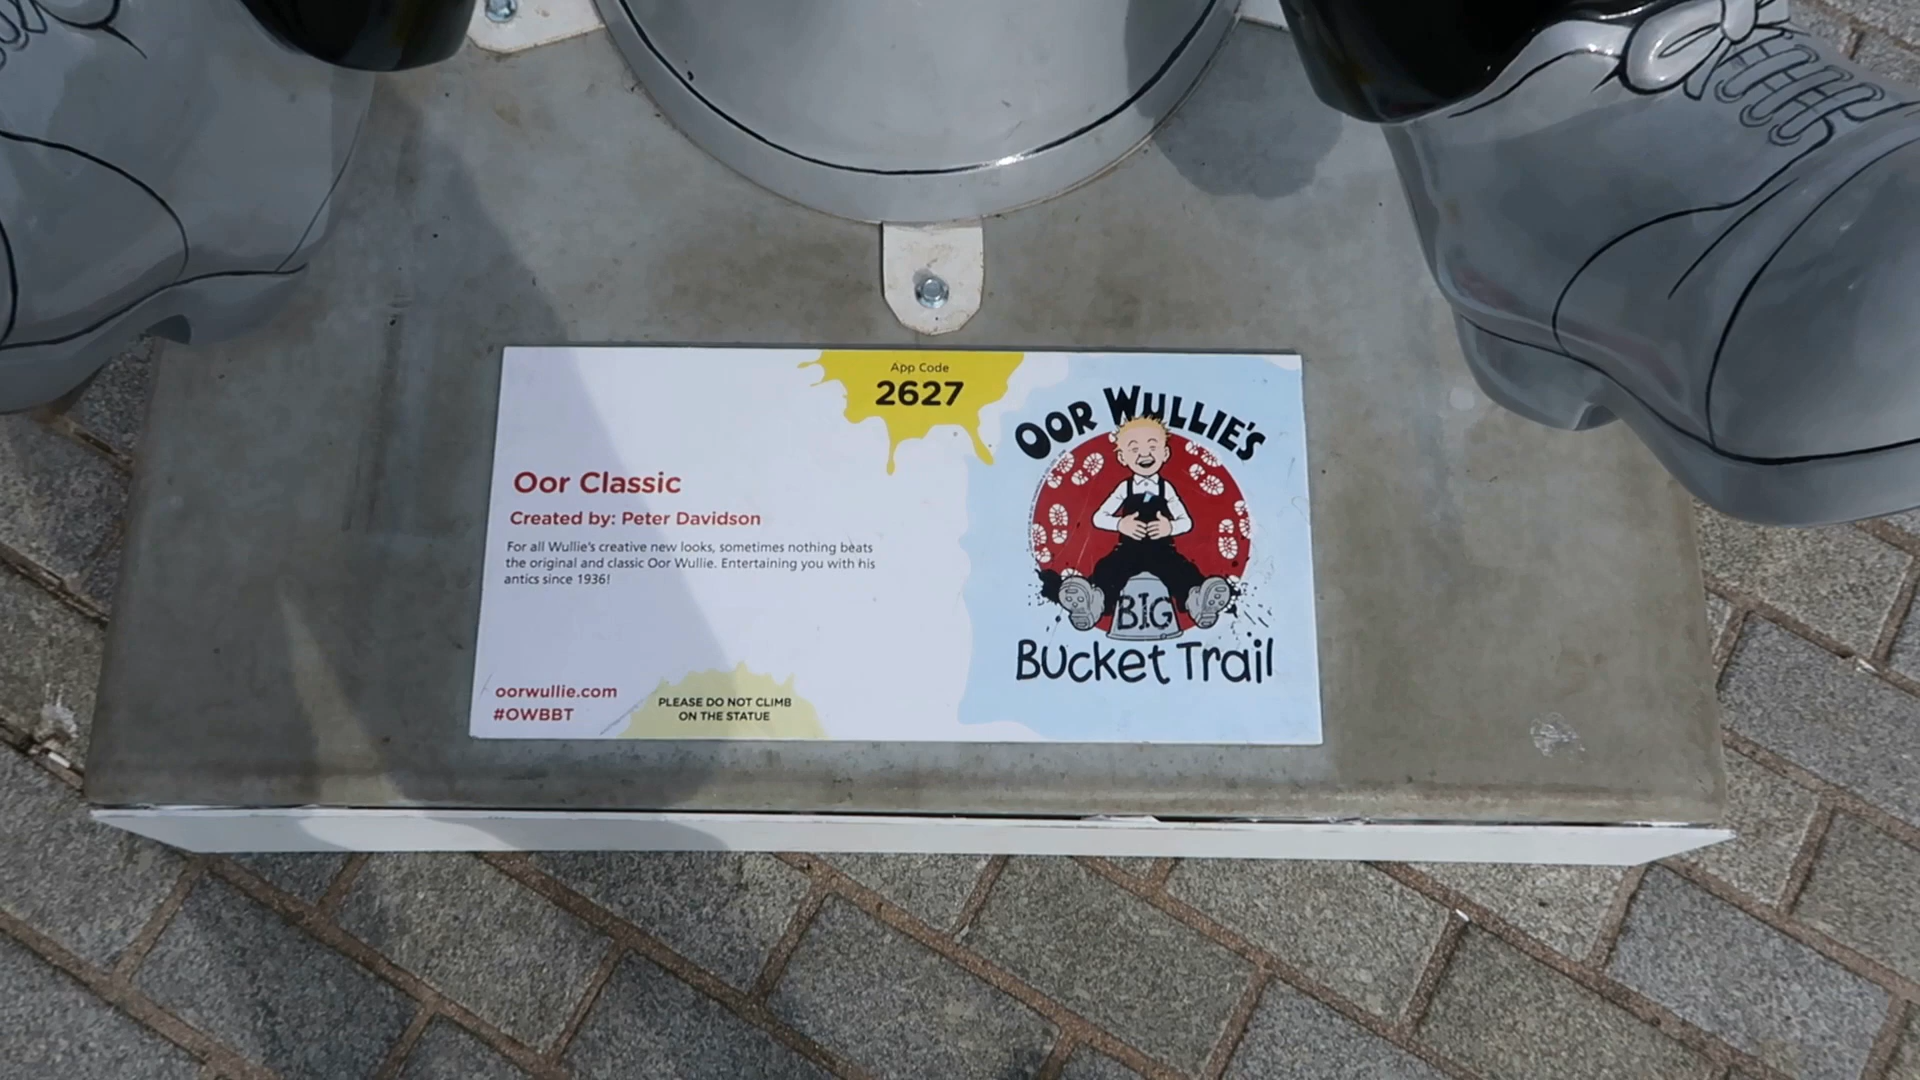 App Code
2627
Oor Classic
Created by: Peter Davidson
For all Wullie's creative new looks, sometimes nothing beats
the original and classic Oor Wullie. Entertaining you with his
antics since 1936!
oorwullie.com
#OWBBT
PLEASE DO NOT CLIMB
ON THE STATUE
OOR WULLIE'S
BIG
BUCKET TRAIL